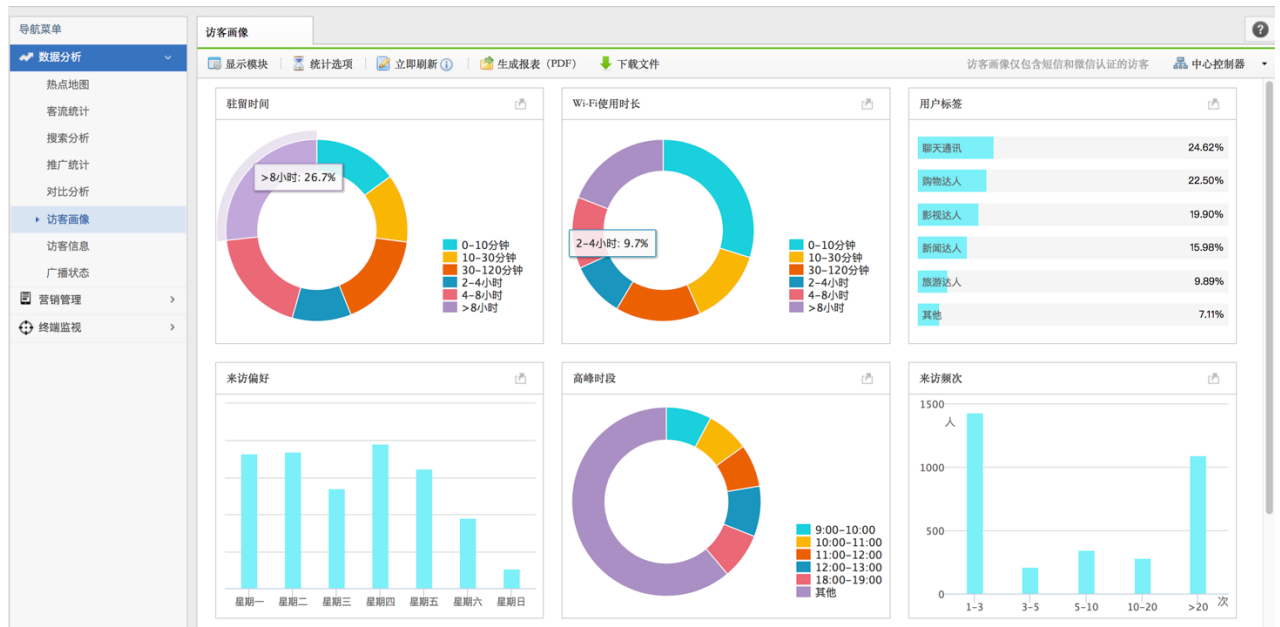 导航菜单
数据分析
热点地图
客流统计
搜索分析
推广统计
对比分析
访客画像
访客信息
广播状态
营销管理
终端监视
访客画像
?
显示模块
统计选项
立即刷新
生成报表（PDF）
下载文件
访客画像仅包含短信和微信认证的访客
中心控制器
驻留时间
>8小时: 26.7%
0-10分钟
10-30分钟
30-120分钟
2-4小时
4-8小时
>8小时
Wi-Fi使用时长
2-4小时: 9.7%
0-10分钟
10-30分钟
30-120分钟
2-4小时
4-8小时
>8小时
用户标签
聊天通讯 24.62%
购物达人 22.50%
影视达人 19.90%
新闻达人 15.98%
旅游达人 9.89%
其他 7.11%
来访偏好
星期一 星期二 星期三 星期四 星期五 星期六 星期日
高峰时段
9:00-10:00
10:00-11:00
11:00-12:00
12:00-13:00
18:00-19:00
其他
来访频次
1500
人
1000
500
0
1-3 3-5 5-10 10-20 >20 次